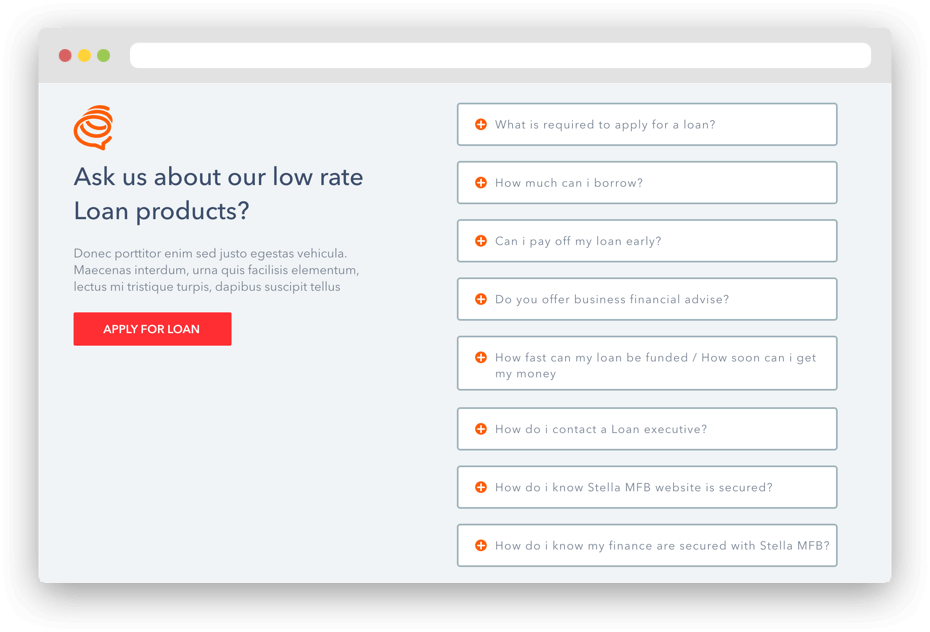 Ask us about our low rate
Loan products?
Donec porttitor enim sed justo egestas vehicula.
Maecenas interdum, urna quis facilisis elementum,
lectus mi tristique turpis, dapibus suscipit tellus
APPLY FOR LOAN
What is required to apply for a loan?
How much can i borrow?
Can i pay off my loan early?
Do you offer business financial advise?
How fast can my loan be funded / How soon can i get
my money
How do i contact a Loan executive?
How do i know Stella MFB website is secured?
How do i know my finance are secured with Stella MFB?